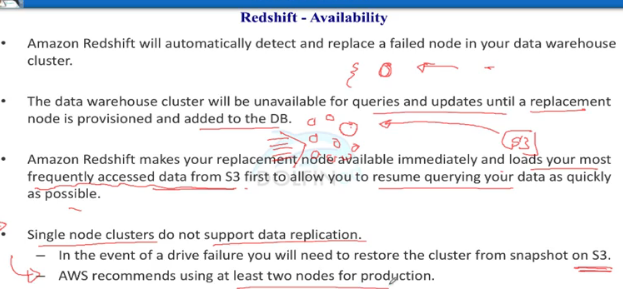 Redshift - Availability
• Amazon Redshift will automatically detect and replace a failed node in your data warehouse
cluster.
• The data warehouse cluster will be unavailable for queries and updates until a replacement
node is provisioned and added to the DB.
S3
• Amazon Redshift makes your replacement node available immediately and loads your most
frequently accessed data from S3 first to allow you to resume querying your data as quickly
as possible.
• Single node clusters do not support data replication.
– In the event of a drive failure you will need to restore the cluster from snapshot on S3.
– AWS recommends using at least two nodes for production.